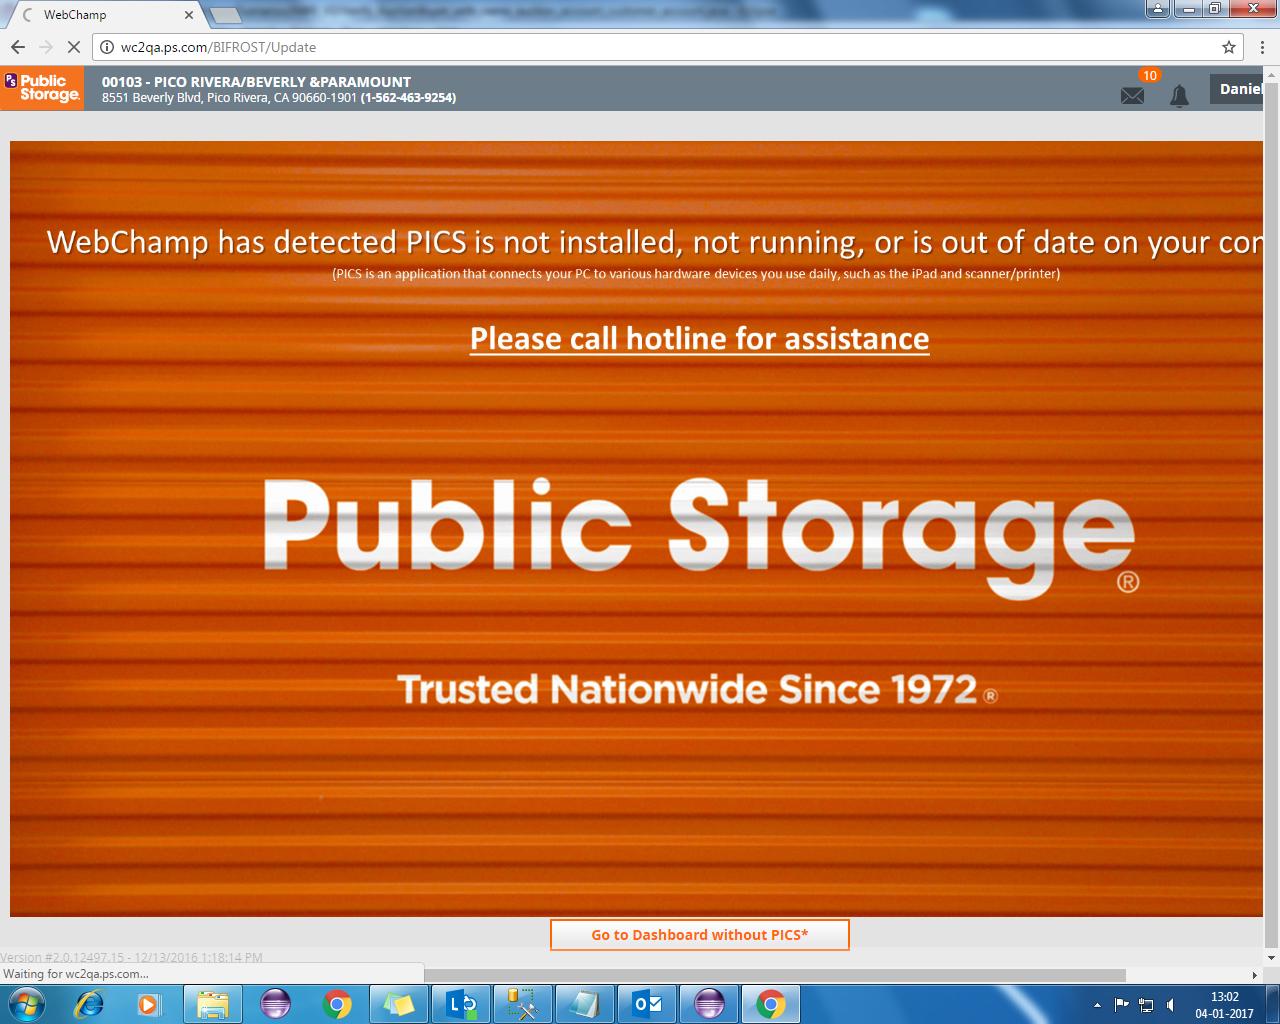 WebChamp
wc2qa.ps.com/BIFROST/Update
PS Public Storage.
00103 - PICO RIVERA/BEVERLY &PARAMOUNT
8551 Beverly Blvd, Pico Rivera, CA 90660-1901 (1-562-463-9254)
10
Daniel
WebChamp has detected PICS is not installed, not running, or is out of date on your con
(PICS is an application that connects your PC to various hardware devices you use daily, such as the iPad and scanner/printer)
Please call hotline for assistance
Public Storage®
Trusted Nationwide Since 1972®
Go to Dashboard without PICS*
Version #2.0.12497.15 - 12/13/2016 1:18:14 PM
Waiting for wc2qa.ps.com...
13:02
04-01-2017